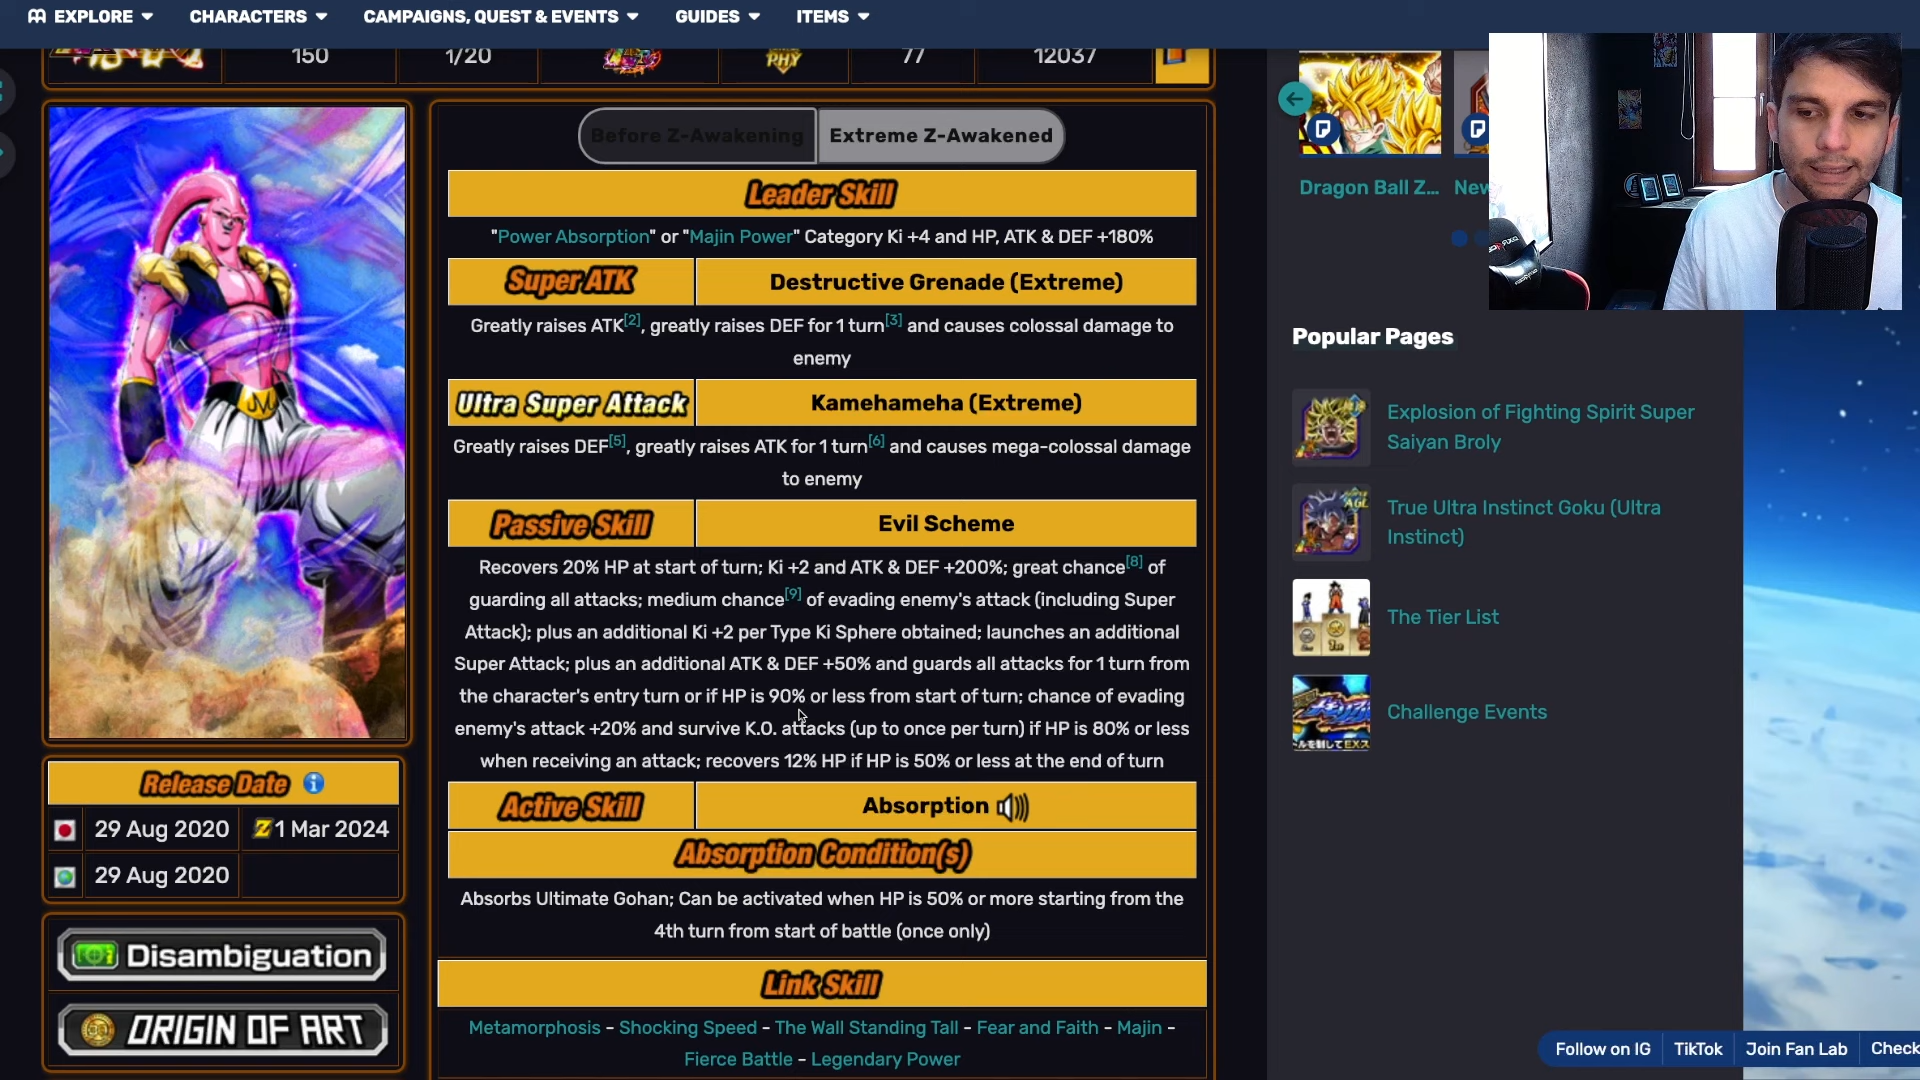 EXPLORE CHARACTERS CAMPAIGNS, QUEST & EVENTS GUIDES ITEMS
150 1/20 PHY 77 12037
Before Z-Awakening Extreme Z-Awakened
Leader Skill
"Power Absorption" or "Majin Power" Category Ki +4 and HP, ATK & DEF +180%
Super ATK Destructive Grenade (Extreme)
Greatly raises ATK[2], greatly raises DEF for 1 turn[3] and causes colossal damage to
enemy
Ultra Super Attack Kamehameha (Extreme)
Greatly raises DEF[5], greatly raises ATK for 1 turn[6] and causes mega-colossal damage
to enemy
Passive Skill Evil Scheme
Recovers 20% HP at start of turn; Ki +2 and ATK & DEF +200%; great chance[8] of
guarding all attacks; medium chance[9] of evading enemy's attack (including Super
Attack); plus an additional Ki +2 per Type Ki Sphere obtained; launches an additional
Super Attack; plus an additional ATK & DEF +50% and guards all attacks for 1 turn from
the character's entry turn or if HP is 90% or less from start of turn; chance of evading
enemy's attack +20% and survive K.O. attacks (up to once per turn) if HP is 80% or less
when receiving an attack; recovers 12% HP if HP is 50% or less at the end of turn
Active Skill Absorption
Absorption Condition(s)
Absorbs Ultimate Gohan; Can be activated when HP is 50% or more starting from the
4th turn from start of battle (once only)
Link Skill
Metamorphosis - Shocking Speed - The Wall Standing Tall - Fear and Faith - Majin -
Fierce Battle - Legendary Power
Release Date
29 Aug 2020 Z 1 Mar 2024
29 Aug 2020
Disambiguation
ORIGIN OF ART
Dragon Ball Z... New
Popular Pages
Explosion of Fighting Spirit Super
Saiyan Broly
True Ultra Instinct Goku (Ultra
Instinct)
The Tier List
Challenge Events
Follow on IG TikTok Join Fan Lab Check